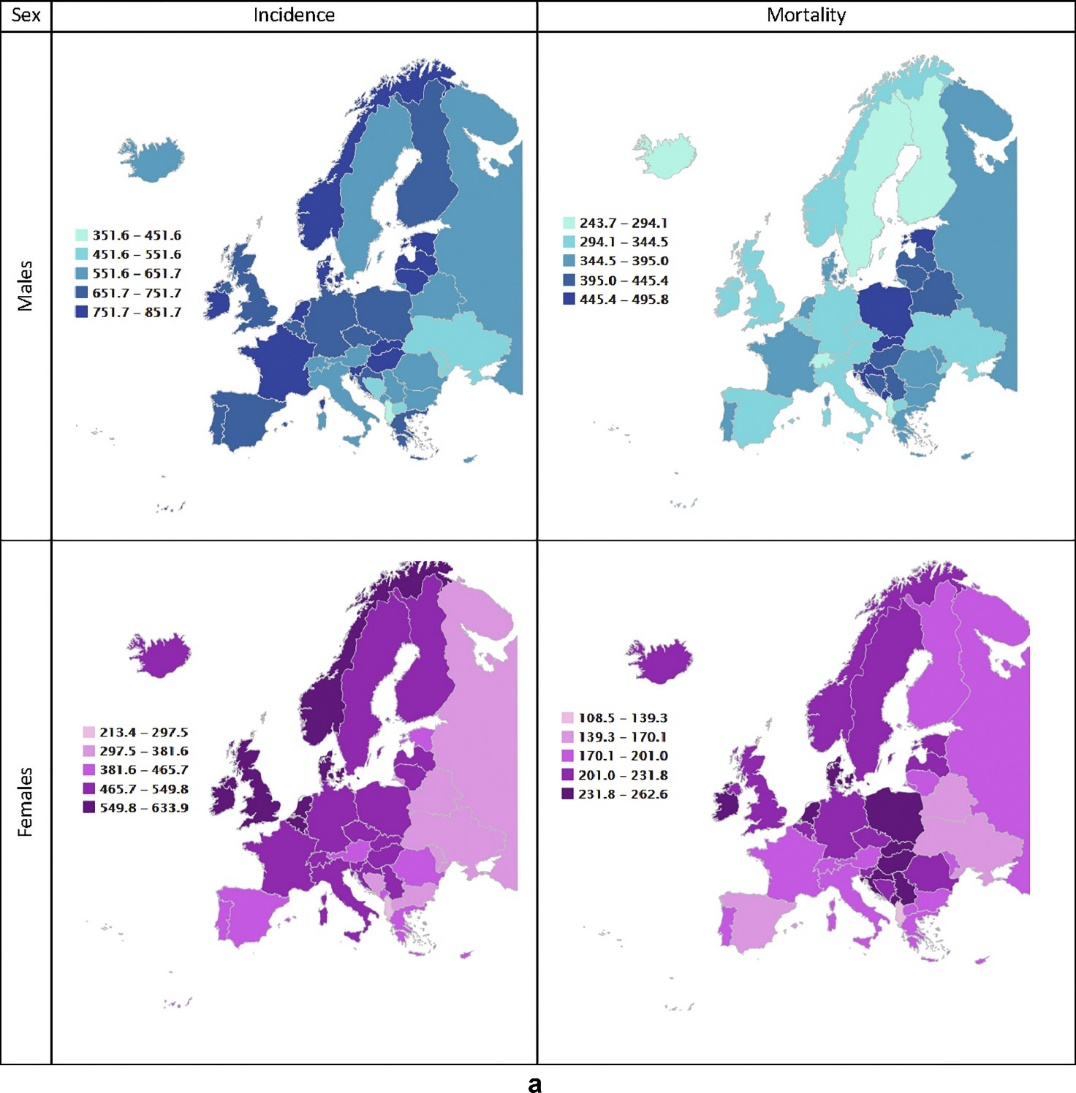 Sex
Incidence
Mortality
Males
351.6 – 451.6
451.6 – 551.6
551.6 – 651.7
651.7 – 751.7
751.7 – 851.7
243.7 – 294.1
294.1 – 344.5
344.5 – 395.0
395.0 – 445.4
445.4 – 495.8
Females
213.4 – 297.5
297.5 – 381.6
381.6 – 465.7
465.7 – 549.8
549.8 – 633.9
108.5 – 139.3
139.3 – 170.1
170.1 – 201.0
201.0 – 231.8
231.8 – 262.6
a